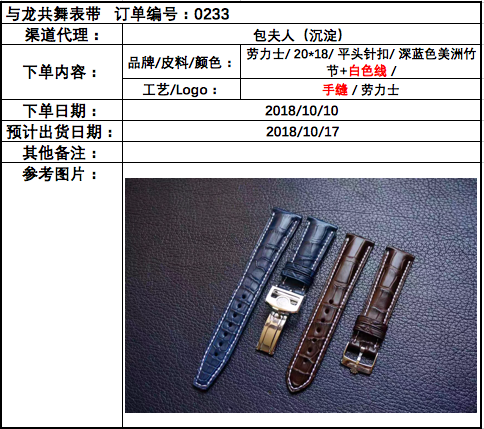 与龙共舞表带 订单编号：0233
渠道代理： 包夫人（沉淀）
下单内容： 品牌/皮料/颜色： 劳力士/ 20*18/ 平头针扣/ 深蓝色美洲竹
节+白色线 /
工艺/Logo： 手缝 / 劳力士
下单日期： 2018/10/10
预计出货日期： 2018/10/17
其他备注：
参考图片：